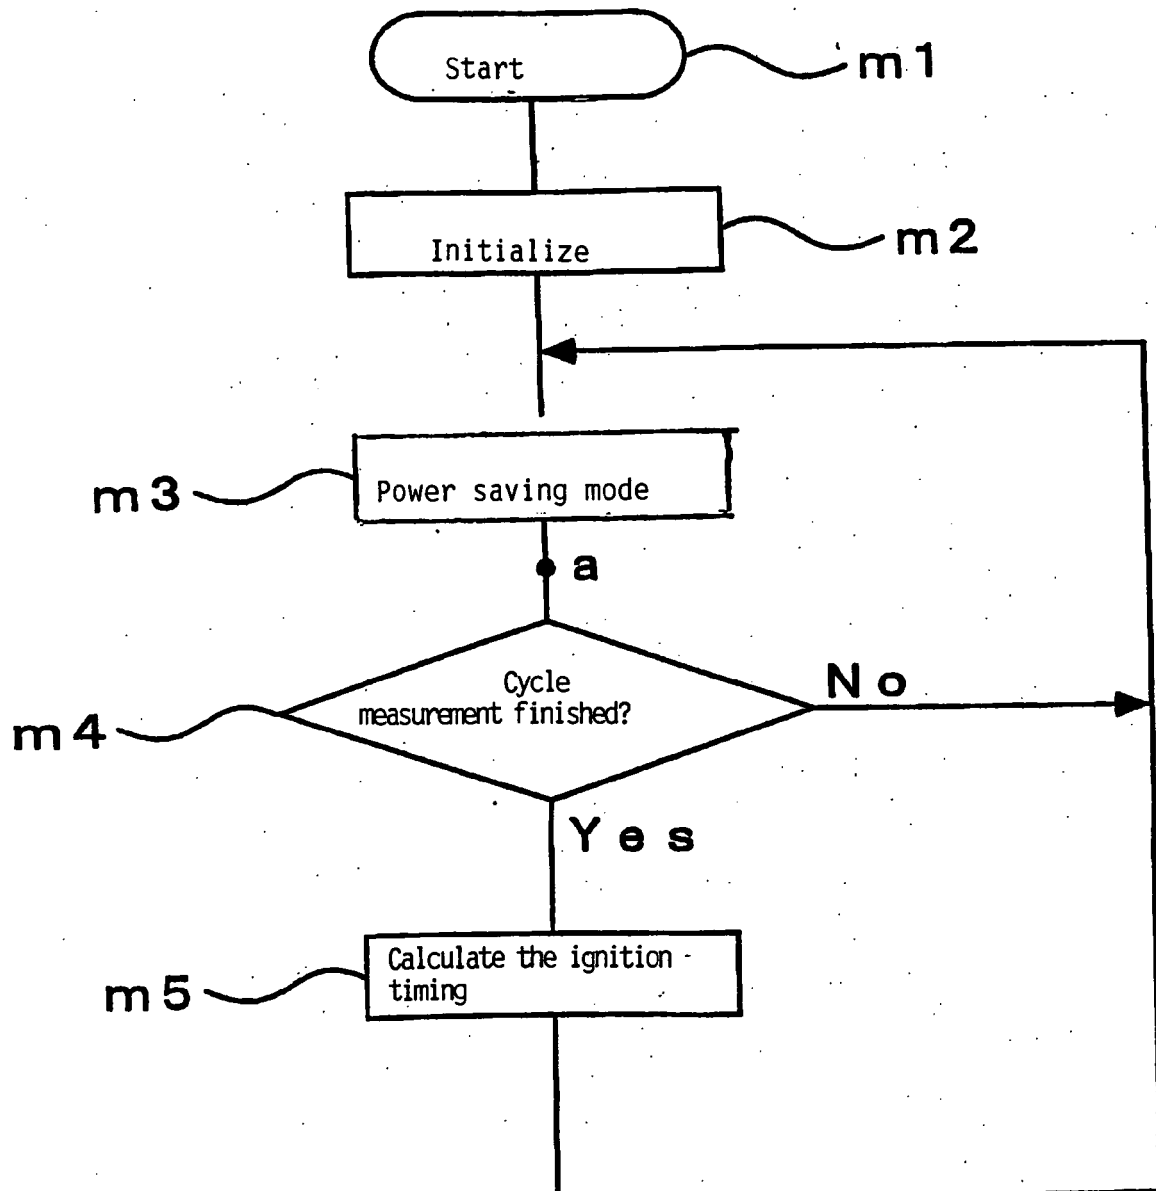 Start
m1
Initialize
m2
m3
Power saving mode
a
Cycle
measurement finished?
No
m4
Yes
Calculate the ignition
timing
m5